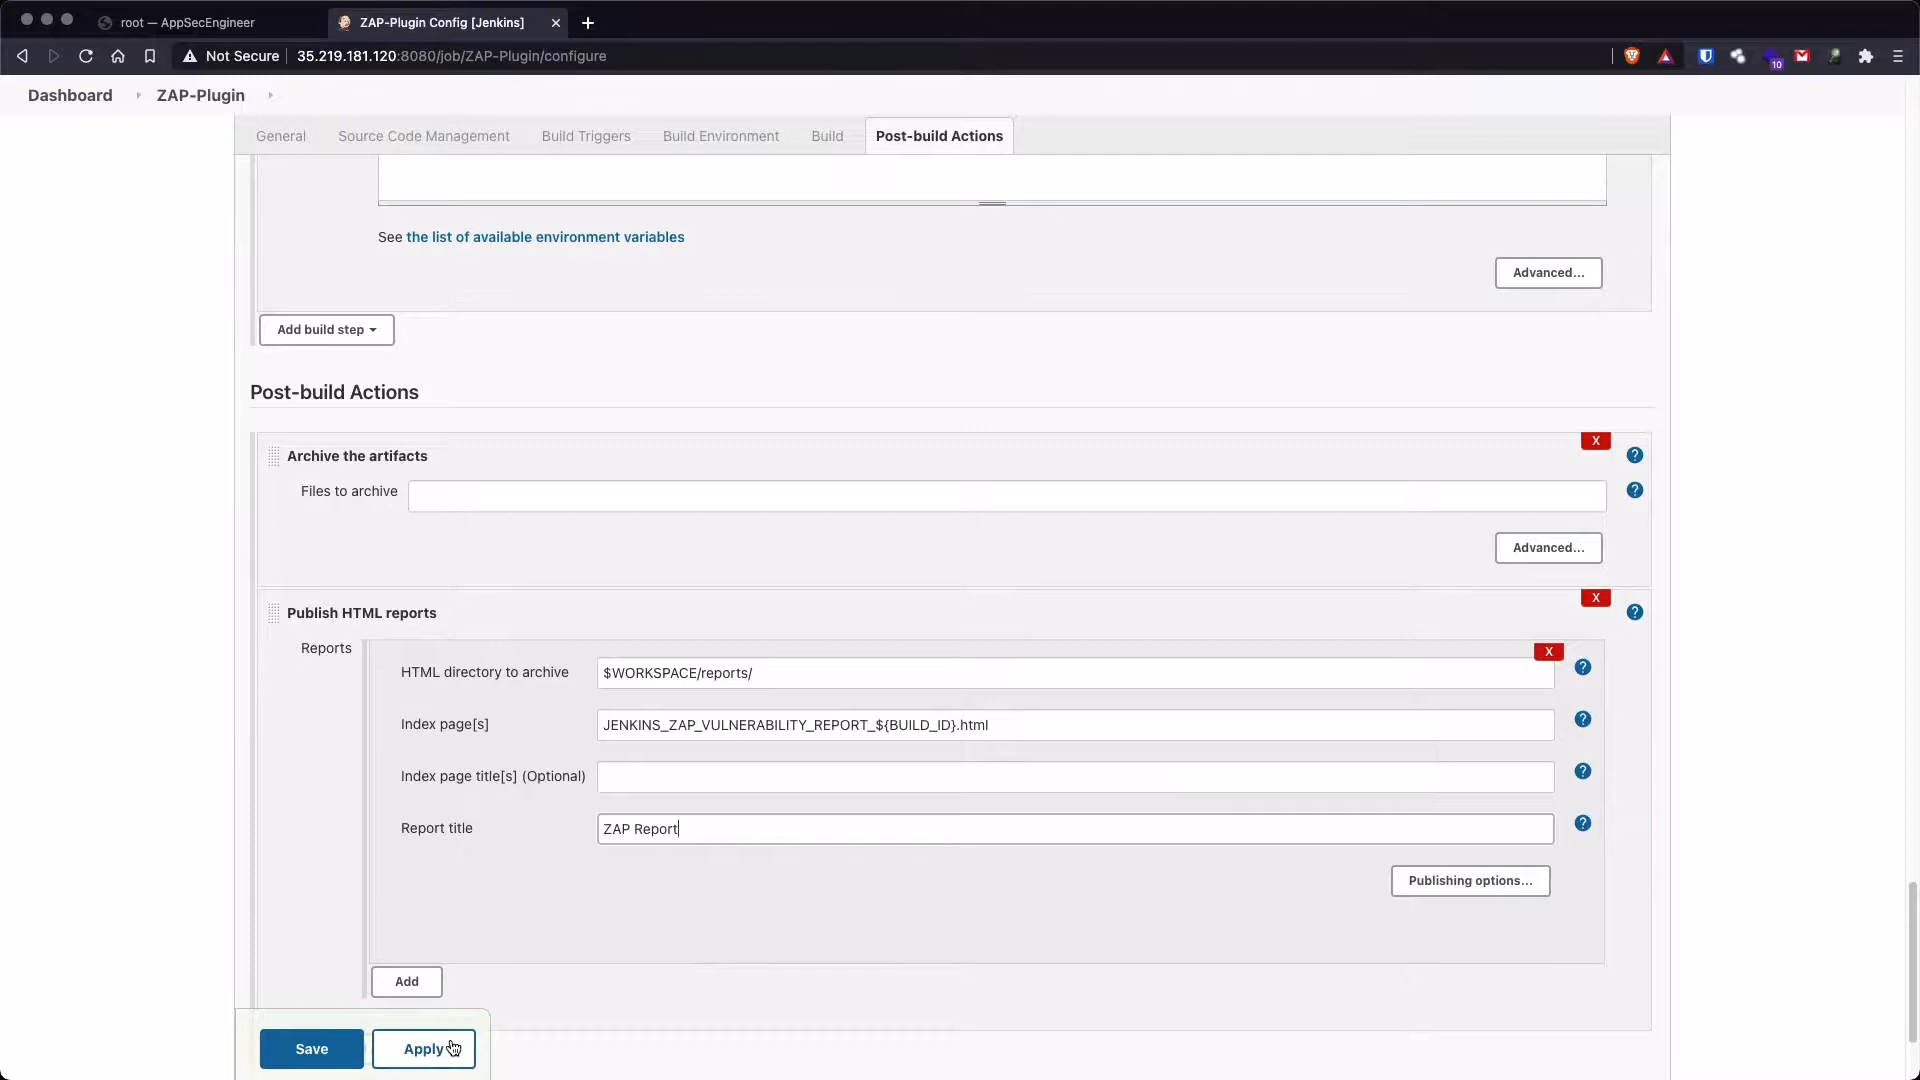 root — AppSecEngineer
ZAP-Plugin Config [Jenkins]
Not Secure
35.219.181.120:8080/job/ZAP-Plugin/configure
10
Dashboard
ZAP-Plugin
General
Source Code Management
Build Triggers
Build Environment
Build
Post-build Actions
See the list of available environment variables
Advanced...
Add build step
Post-build Actions
X
Archive the artifacts
?
Files to archive
?
Advanced...
X
Publish HTML reports
?
Reports
X
HTML directory to archive
$WORKSPACE/reports/
?
Index page[s]
JENKINS_ZAP_VULNERABILITY_REPORT_${BUILD_ID}.html
?
Index page title[s] (Optional)
?
Report title
ZAP Report
?
Publishing options...
Add
Save
Apply